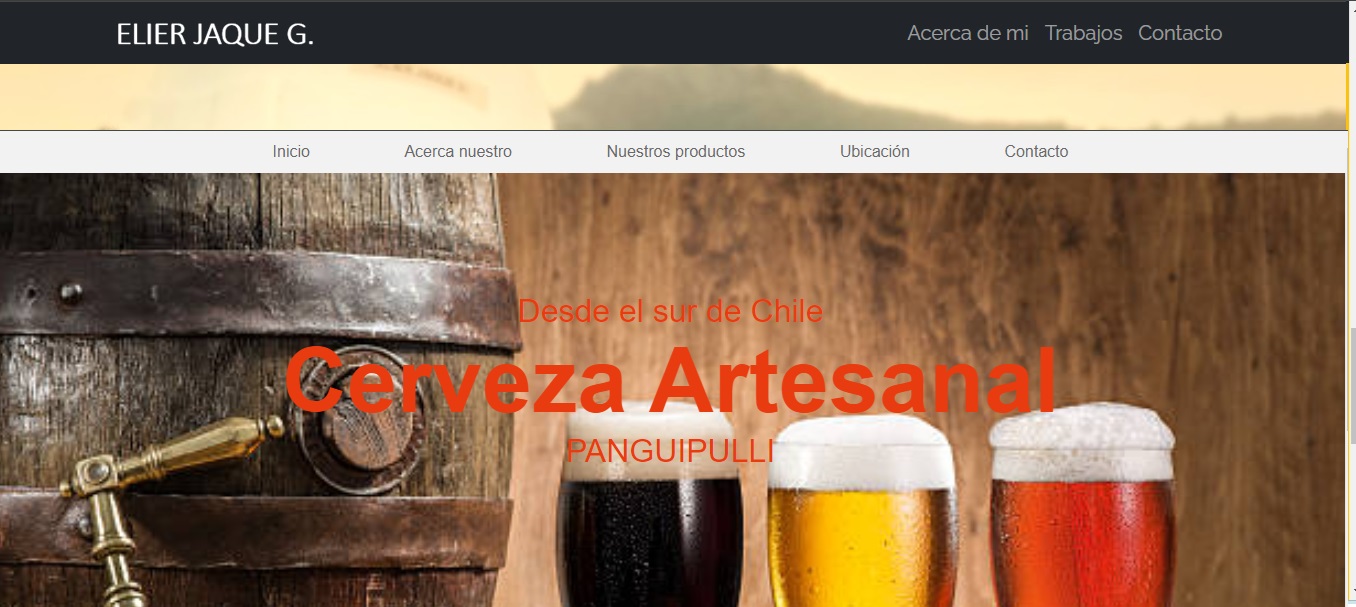 ELIER JAQUE G.
Acerca de mi Trabajos Contacto
Inicio Acerca nuestro Nuestros productos Ubicación Contacto
Desde el sur de Chile
Cerveza Artesanal
PANGUIPULLI